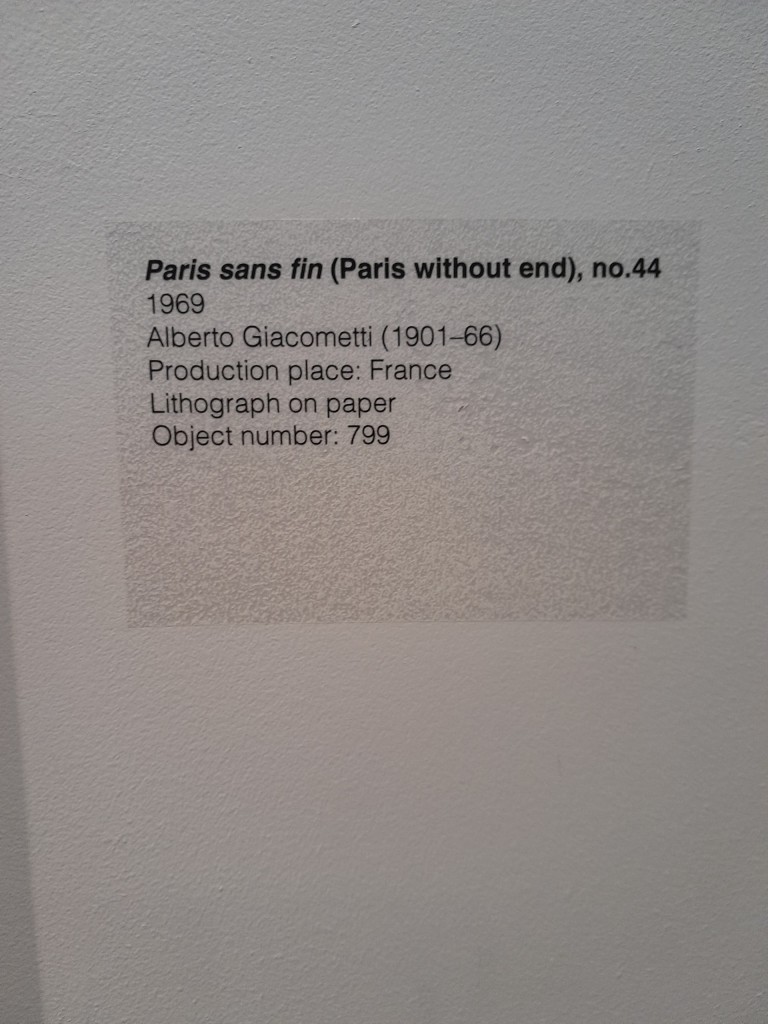 Paris sans fin (Paris without end), no.44
1969
Alberto Giacometti (1901–66)
Production place: France
Lithograph on paper
Object number: 799